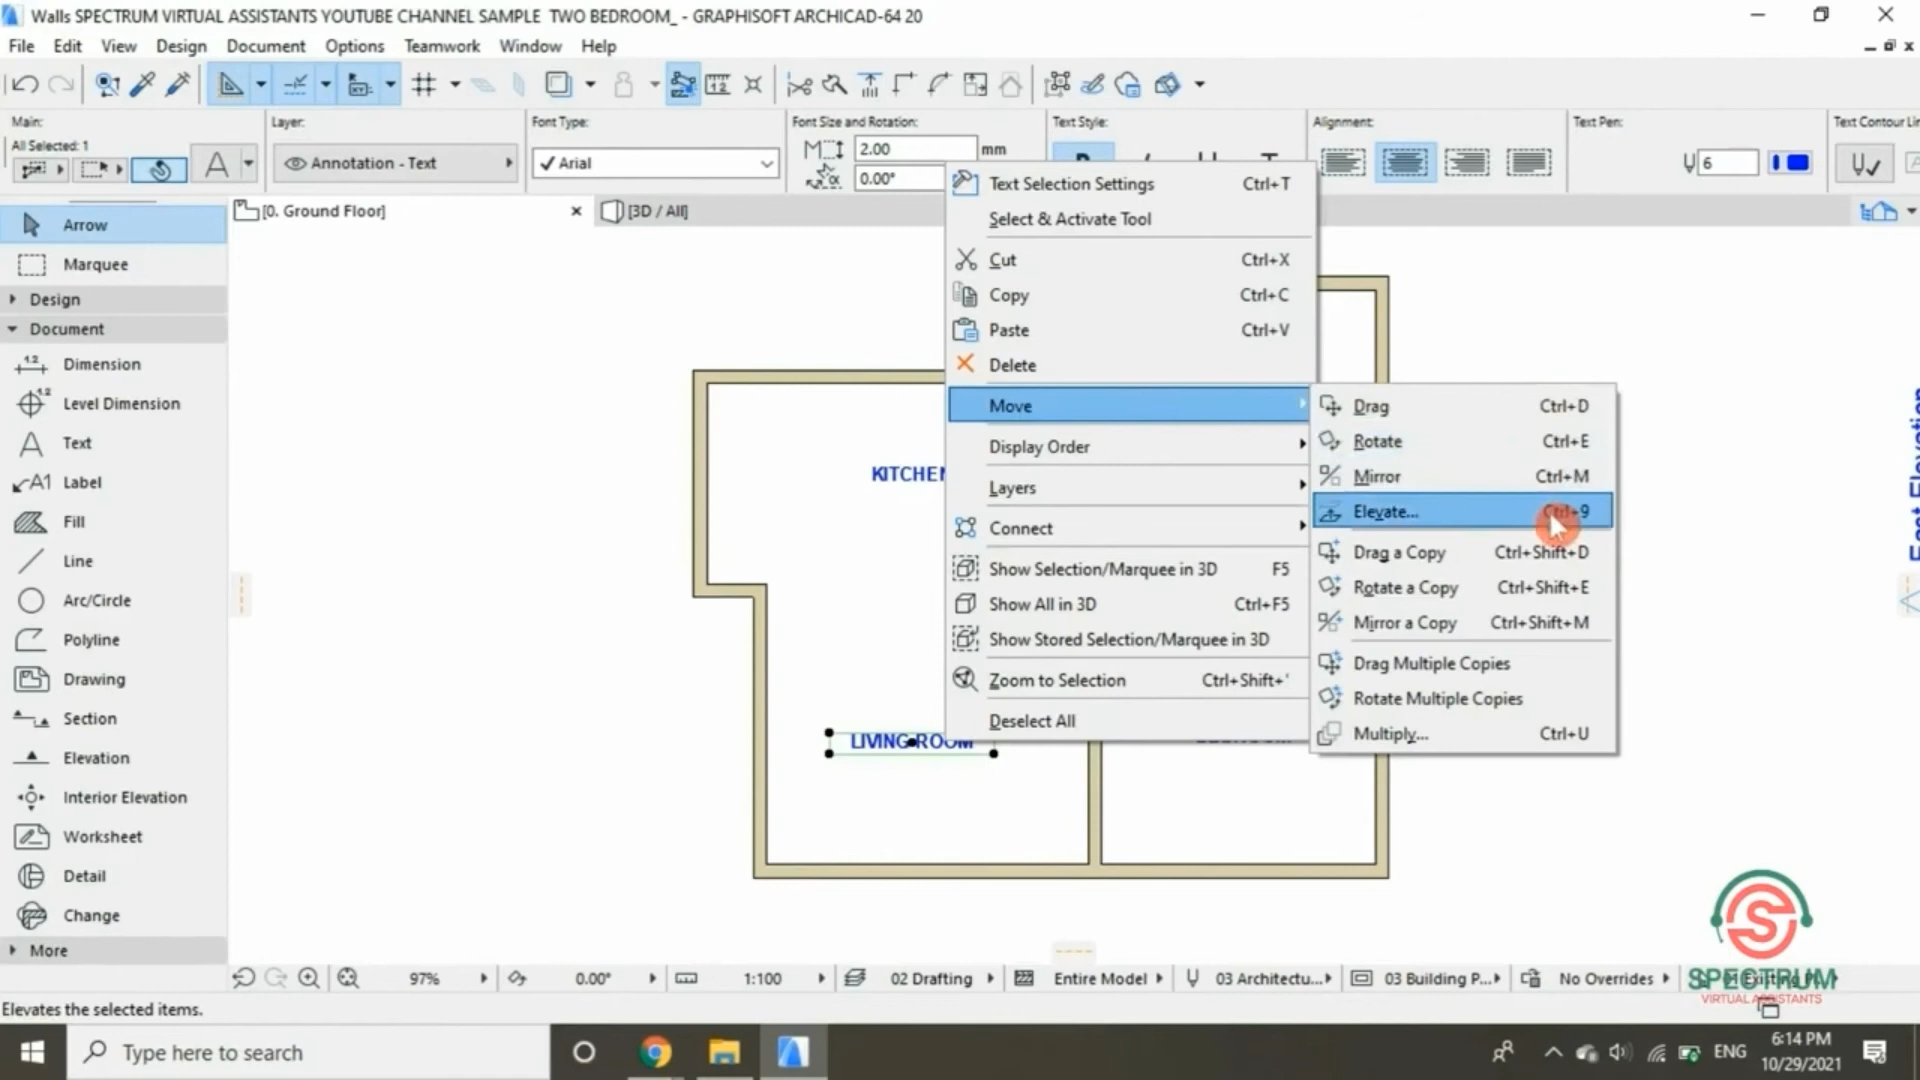 Walls SPECTRUM VIRTUAL ASSISTANTS YOUTUBE CHANNEL SAMPLE TWO BEDROOM_ - GRAPHISOFT ARCHICAD-64 20
File Edit View Design Document Options Teamwork Window Help
Main:
All Selected: 1
Layer:
Annotation - Text
Font Type:
Arial
Font Size and Rotation:
2.00 mm
0.00°
Text Style:
Alignment:
Text Pen:
6
Text Contour Lin
[0. Ground Floor]
[3D / All]
Arrow
Marquee
Design
Document
Dimension
Level Dimension
Text
Label
Fill
Line
Arc/Circle
Polyline
Drawing
Section
Elevation
Interior Elevation
Worksheet
Detail
Change
More
KITCHEN
LIVING ROOM
East Elevation
Text Selection Settings Ctrl+T
Select & Activate Tool
Cut Ctrl+X
Copy Ctrl+C
Paste Ctrl+V
Delete
Move
Display Order
Layers
Connect
Show Selection/Marquee in 3D F5
Show All in 3D Ctrl+F5
Show Stored Selection/Marquee in 3D
Zoom to Selection Ctrl+Shift+'
Deselect All
Drag Ctrl+D
Rotate Ctrl+E
Mirror Ctrl+M
Elevate... Ctrl+9
Drag a Copy Ctrl+Shift+D
Rotate a Copy Ctrl+Shift+E
Mirror a Copy Ctrl+Shift+M
Drag Multiple Copies
Rotate Multiple Copies
Multiply... Ctrl+U
97% 0.00° 1:100 02 Drafting Entire Model 03 Architectu... 03 Building P... No Overrides
SPECTRUM
VIRTUAL ASSISTANTS
Elevates the selected items.
Type here to search
ENG
6:14 PM
10/29/2021